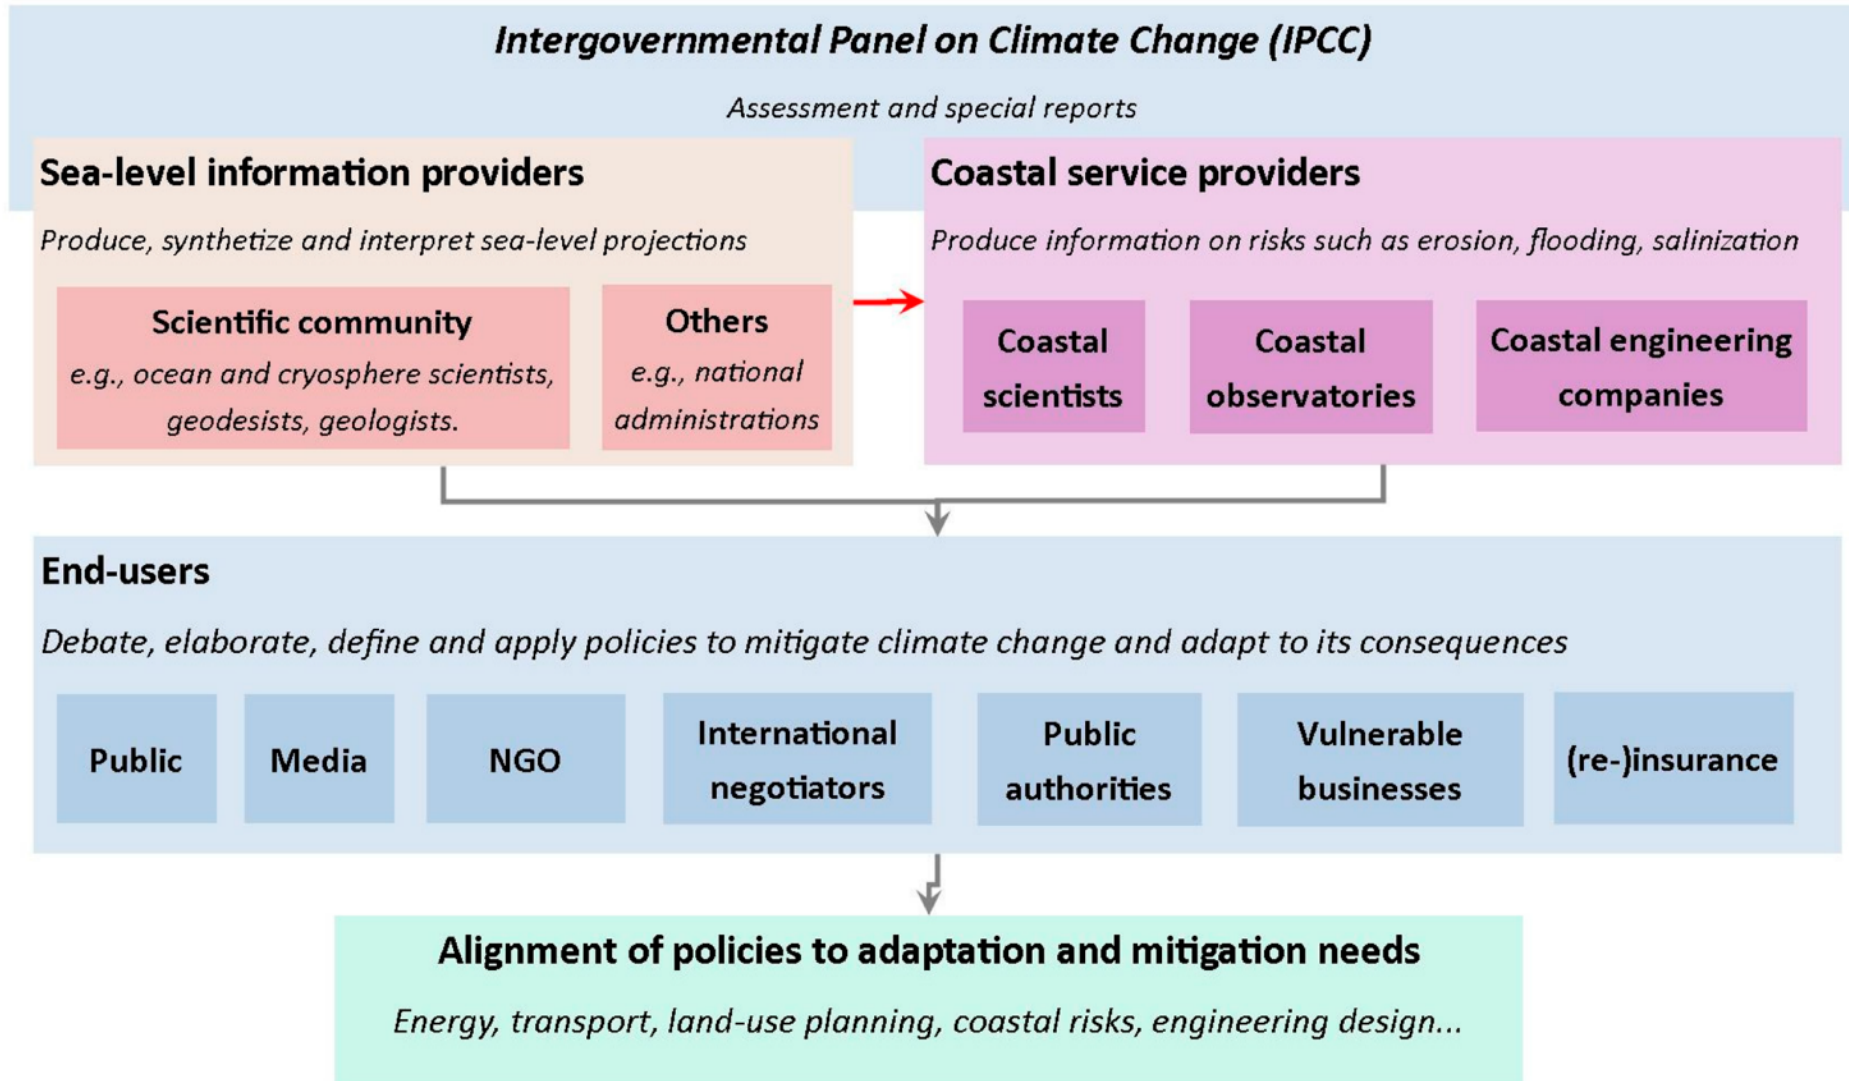 Intergovernmental Panel on Climate Change (IPCC)
Assessment and special reports
Sea-level information providers
Produce, synthetize and interpret sea-level projections
Scientific community
e.g., ocean and cryosphere scientists,
geodesists, geologists.
Others
e.g., national
administrations
Coastal service providers
Produce information on risks such as erosion, flooding, salinization
Coastal
scientists
Coastal
observatories
Coastal engineering
companies
End-users
Debate, elaborate, define and apply policies to mitigate climate change and adapt to its consequences
Public
Media
NGO
International
negotiators
Public
authorities
Vulnerable
businesses
(re-)insurance
Alignment of policies to adaptation and mitigation needs
Energy, transport, land-use planning, coastal risks, engineering design...